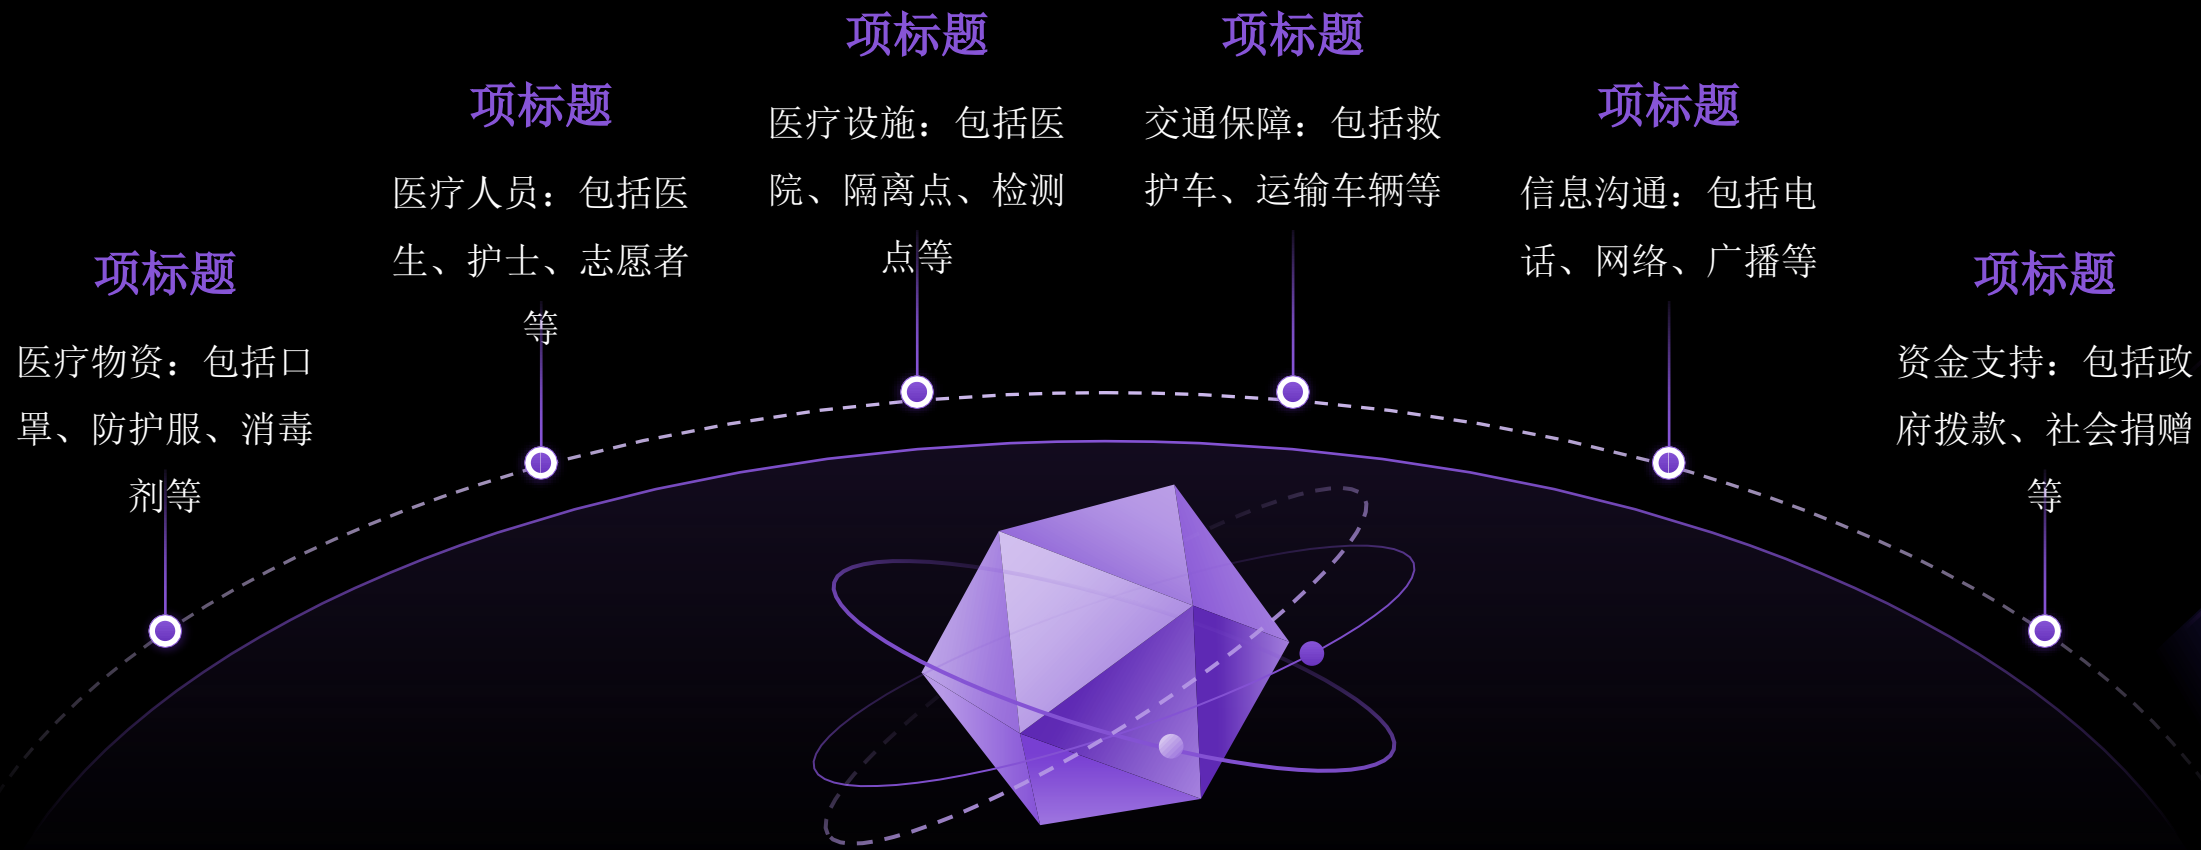 项标题
医疗物资：包括口
罩、防护服、消毒
剂等
项标题
医疗人员：包括医
生、护士、志愿者
等
项标题
医疗设施：包括医
院、隔离点、检测
点等
项标题
交通保障：包括救
护车、运输车辆等
项标题
信息沟通：包括电
话、网络、广播等
项标题
资金支持：包括政
府拨款、社会捐赠
等